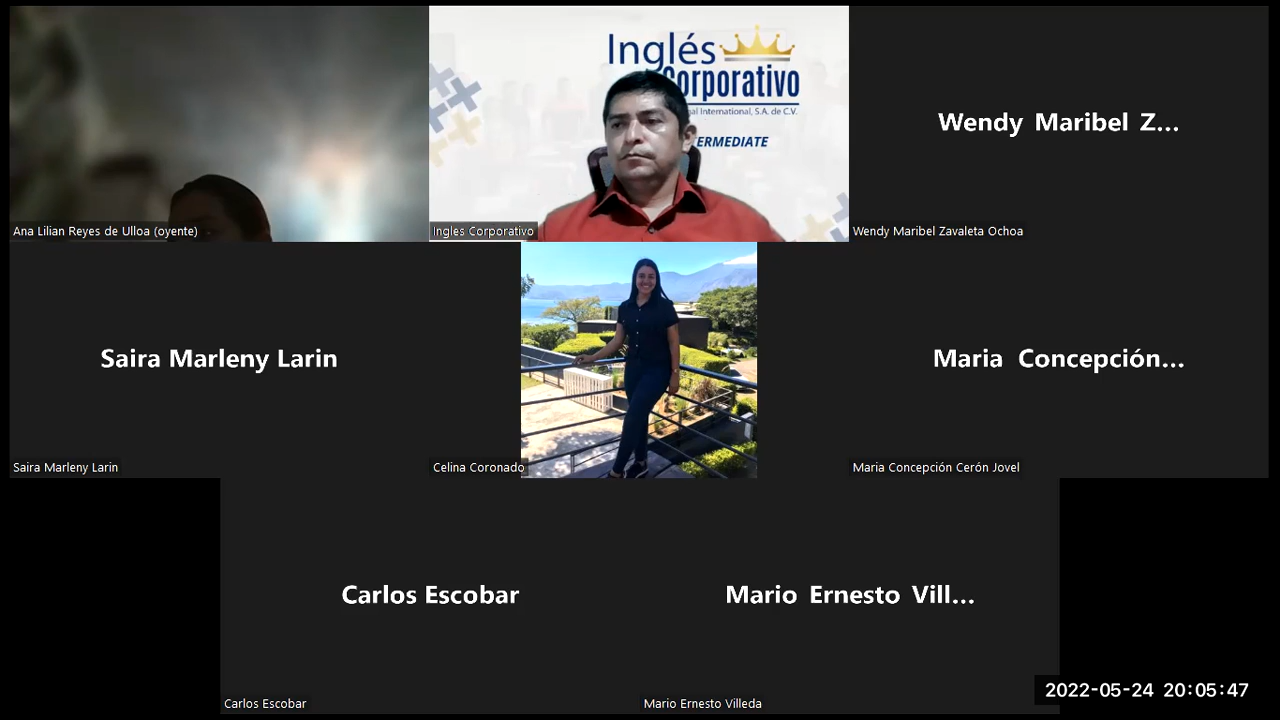 Inglés
Corporativo
gal International, S.A. de C.V.
ERMEDIATE
Wendy Maribel Z...
Ana Lilian Reyes de Ulloa (oyente)
Inglés Corporativo
Wendy Maribel Zavaleta Ochoa
Saira Marleny Larin
Maria Concepción...
Saira Marleny Larin
Celina Coronado
Maria Concepción Cerón Jovel
Carlos Escobar
Mario Ernesto Vill...
Carlos Escobar
Mario Ernesto Villeda
2022-05-24 20:05:47